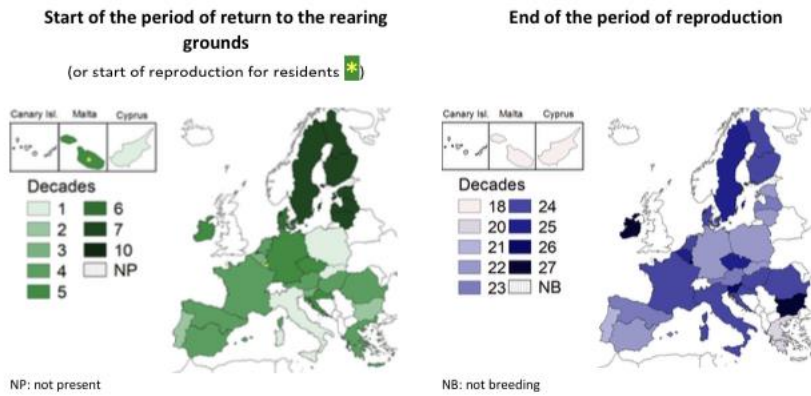 Start of the period of return to the rearing
grounds
(or start of reproduction for residents *)
Canary Isl. Malta Cyprus
Decades
1 6
2 7
3 10
4 NP
5
NP: not present
End of the period of reproduction
Canary Isl. Malta Cyprus
Decades
18 24
20 25
21 26
22 27
23 NB
NB: not breeding